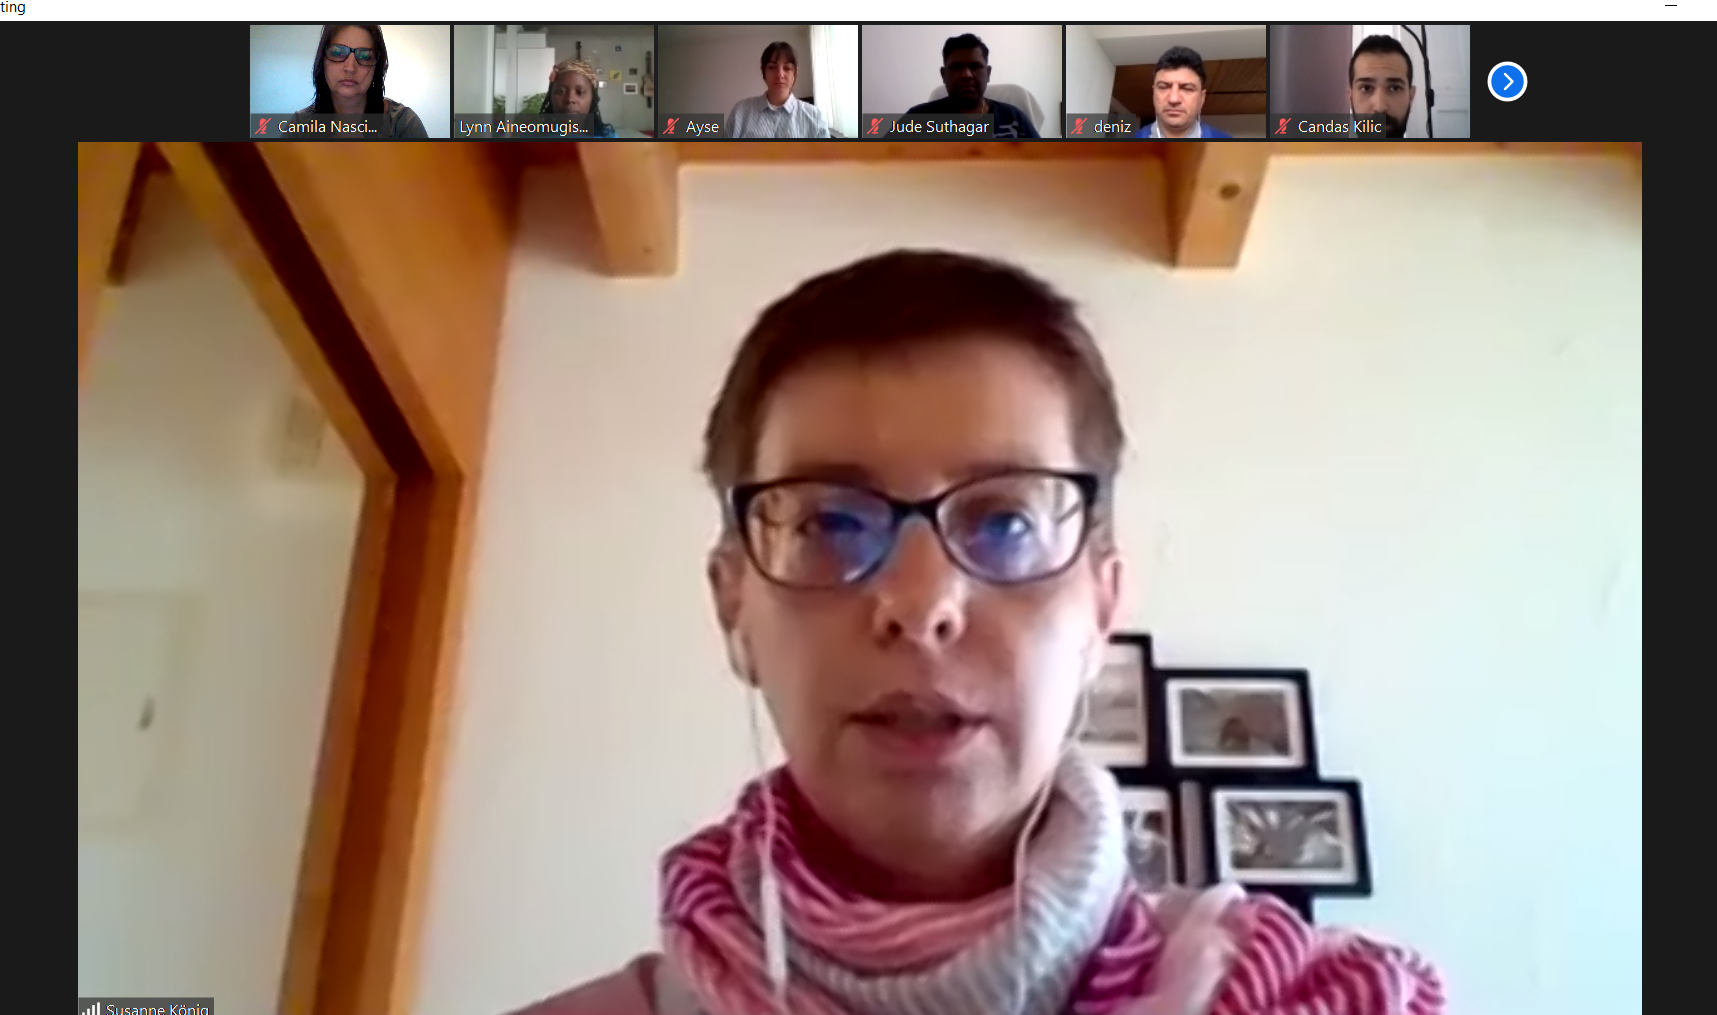 ting
Camila Nasci...
Lynn Aineomugis...
Ayse
Jude Suthagar
deniz
Candas Kilic
Susanne König